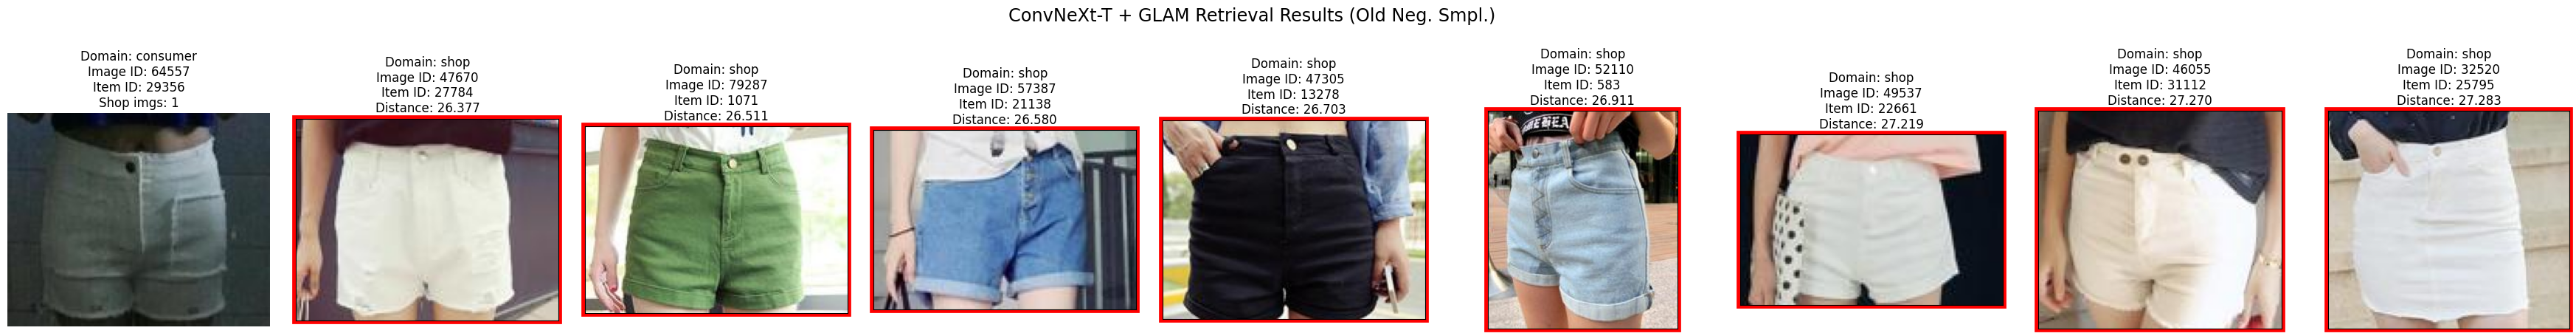 ConvNeXt-T + GLAM Retrieval Results (Old Neg. Smpl.)
Domain: consumer
Image ID: 64557
Item ID: 29356
Shop imgs: 1
Domain: shop
Image ID: 47670
Item ID: 27784
Distance: 26.377
Domain: shop
Image ID: 79287
Item ID: 1071
Distance: 26.511
Domain: shop
Image ID: 57387
Item ID: 21138
Distance: 26.580
Domain: shop
Image ID: 47305
Item ID: 13278
Distance: 26.703
Domain: shop
Image ID: 52110
Item ID: 583
Distance: 26.911
Domain: shop
Image ID: 49537
Item ID: 22661
Distance: 27.219
Domain: shop
Image ID: 46055
Item ID: 31112
Distance: 27.270
Domain: shop
Image ID: 32520
Item ID: 25795
Distance: 27.283